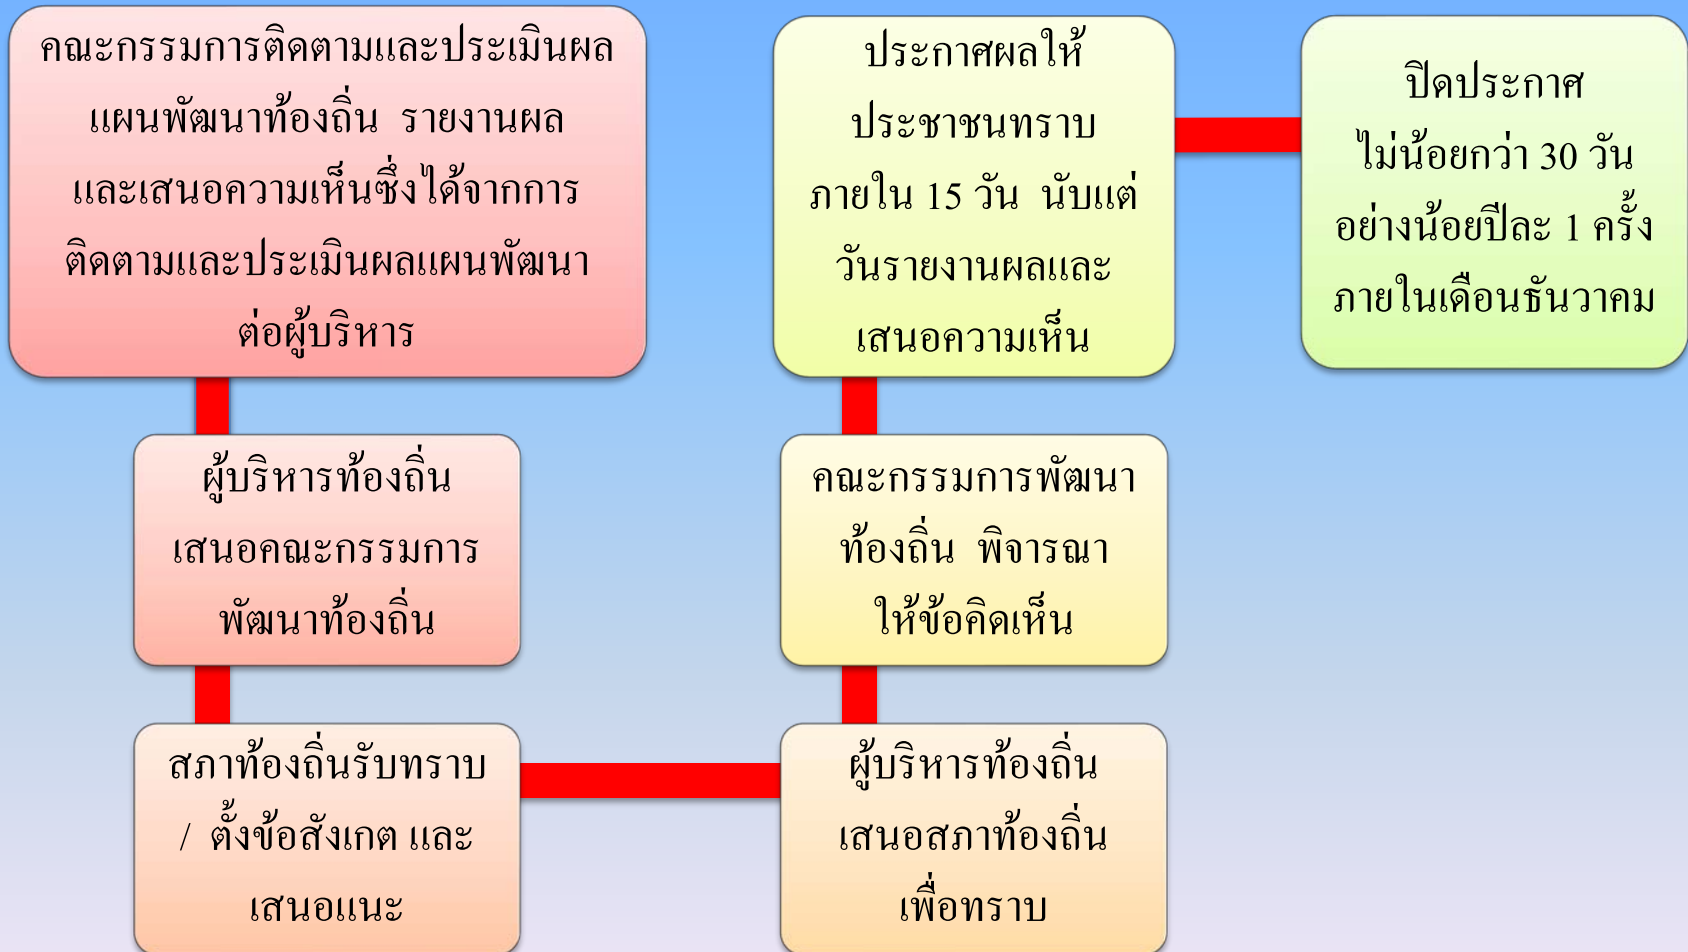 คณะกรรมการติดตามและประเมินผล
แผนพัฒนาท้องถิ่น รายงานผล
และเสนอความเห็นซึ่งได้จากการ
ติดตามและประเมินผลแผนพัฒนา
ต่อผู้บริหาร
ผู้บริหารท้องถิ่น
เสนอคณะกรรมการ
พัฒนาท้องถิ่น
สภาท้องถิ่นรับทราบ
/ ตั้งข้อสังเกต และ
เสนอแนะ
ผู้บริหารท้องถิ่น
เสนอสภาท้องถิ่น
เพื่อทราบ
คณะกรรมการพัฒนา
ท้องถิ่น พิจารณา
ให้ข้อคิดเห็น
ประกาศผลให้
ประชาชนทราบ
ภายใน 15 วัน นับแต่
วันรายงานผลและ
เสนอความเห็น
ปิดประกาศ
ไม่น้อยกว่า 30 วัน
อย่างน้อยปีละ 1 ครั้ง
ภายในเดือนธันวาคม